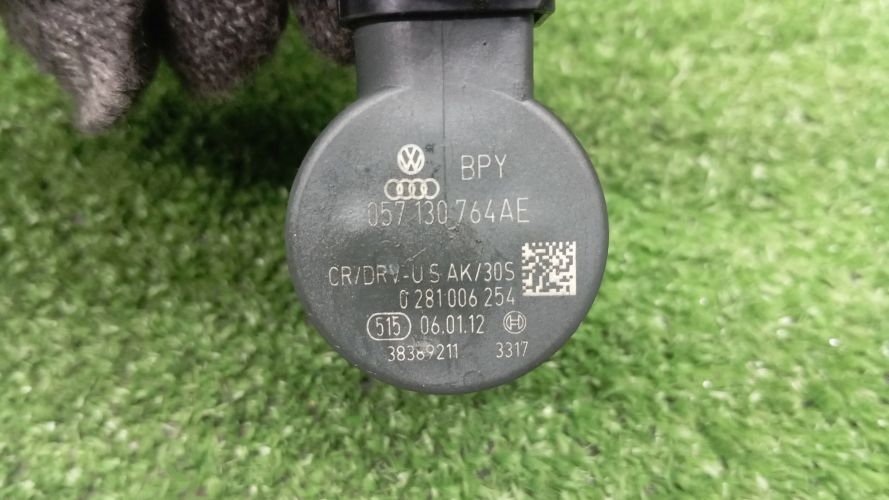 BPY
057 130 764AE
CR/DRV-U S AK/30S
0 281 006 254
515 06.01.12
38389211 3317